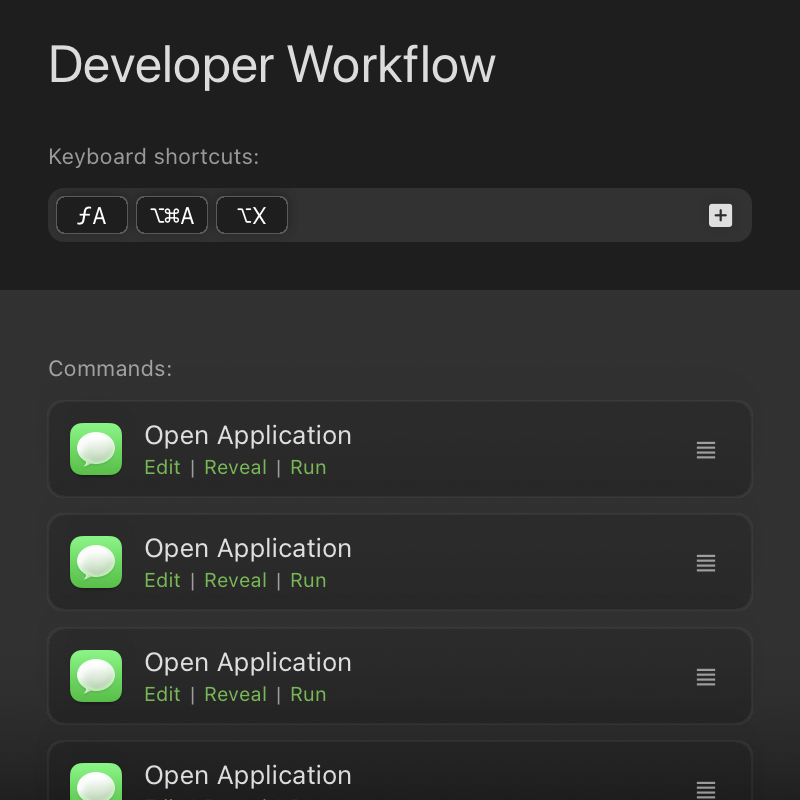 Developer Workflow
Keyboard shortcuts:
ƒA ⌥⌘A ⌥X
Commands:
Open Application
Edit | Reveal | Run
Open Application
Edit | Reveal | Run
Open Application
Edit | Reveal | Run
Open Application